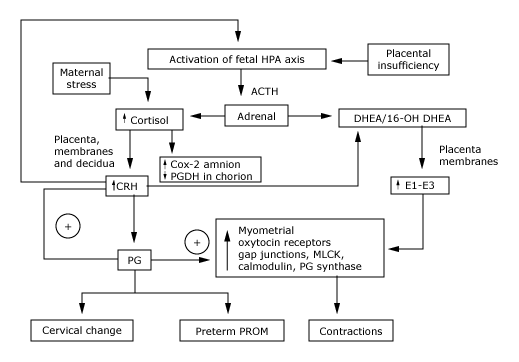 Activation of fetal HPA axis
Placental
insufficiency
Maternal
stress
ACTH
↑ Cortisol
Adrenal
DHEA/16-OH DHEA
Placenta,
membranes
and decidua
↑ Cox-2 amnion
↓ PGDH in chorion
Placenta
membranes
↑CRH
↑ E1-E3
+
+
Myometrial
oxytocin receptors
gap junctions, MLCK,
calmodulin, PG synthase
PG
Cervical change
Preterm PROM
Contractions